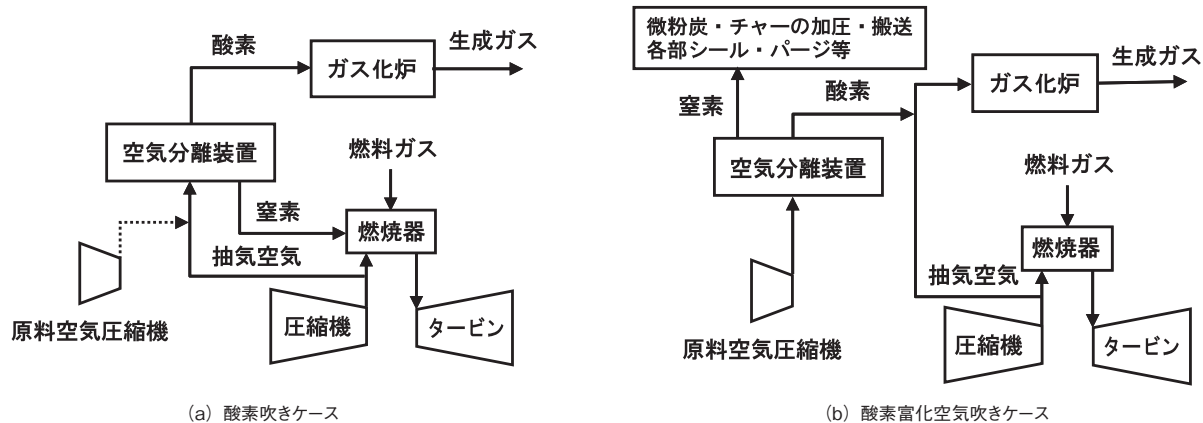 酸素
ガス化炉
生成ガス
空気分離装置
燃料ガス
窒素
燃焼器
抽気空気
原料空気圧縮機
圧縮機
タービン
(a) 酸素吹きケース
微粉炭・チャーの加圧・搬送
各部シール・パージ等
窒素
酸素
ガス化炉
生成ガス
空気分離装置
燃料ガス
燃焼器
抽気空気
原料空気圧縮機
圧縮機
タービン
(b) 酸素富化空気吹きケース